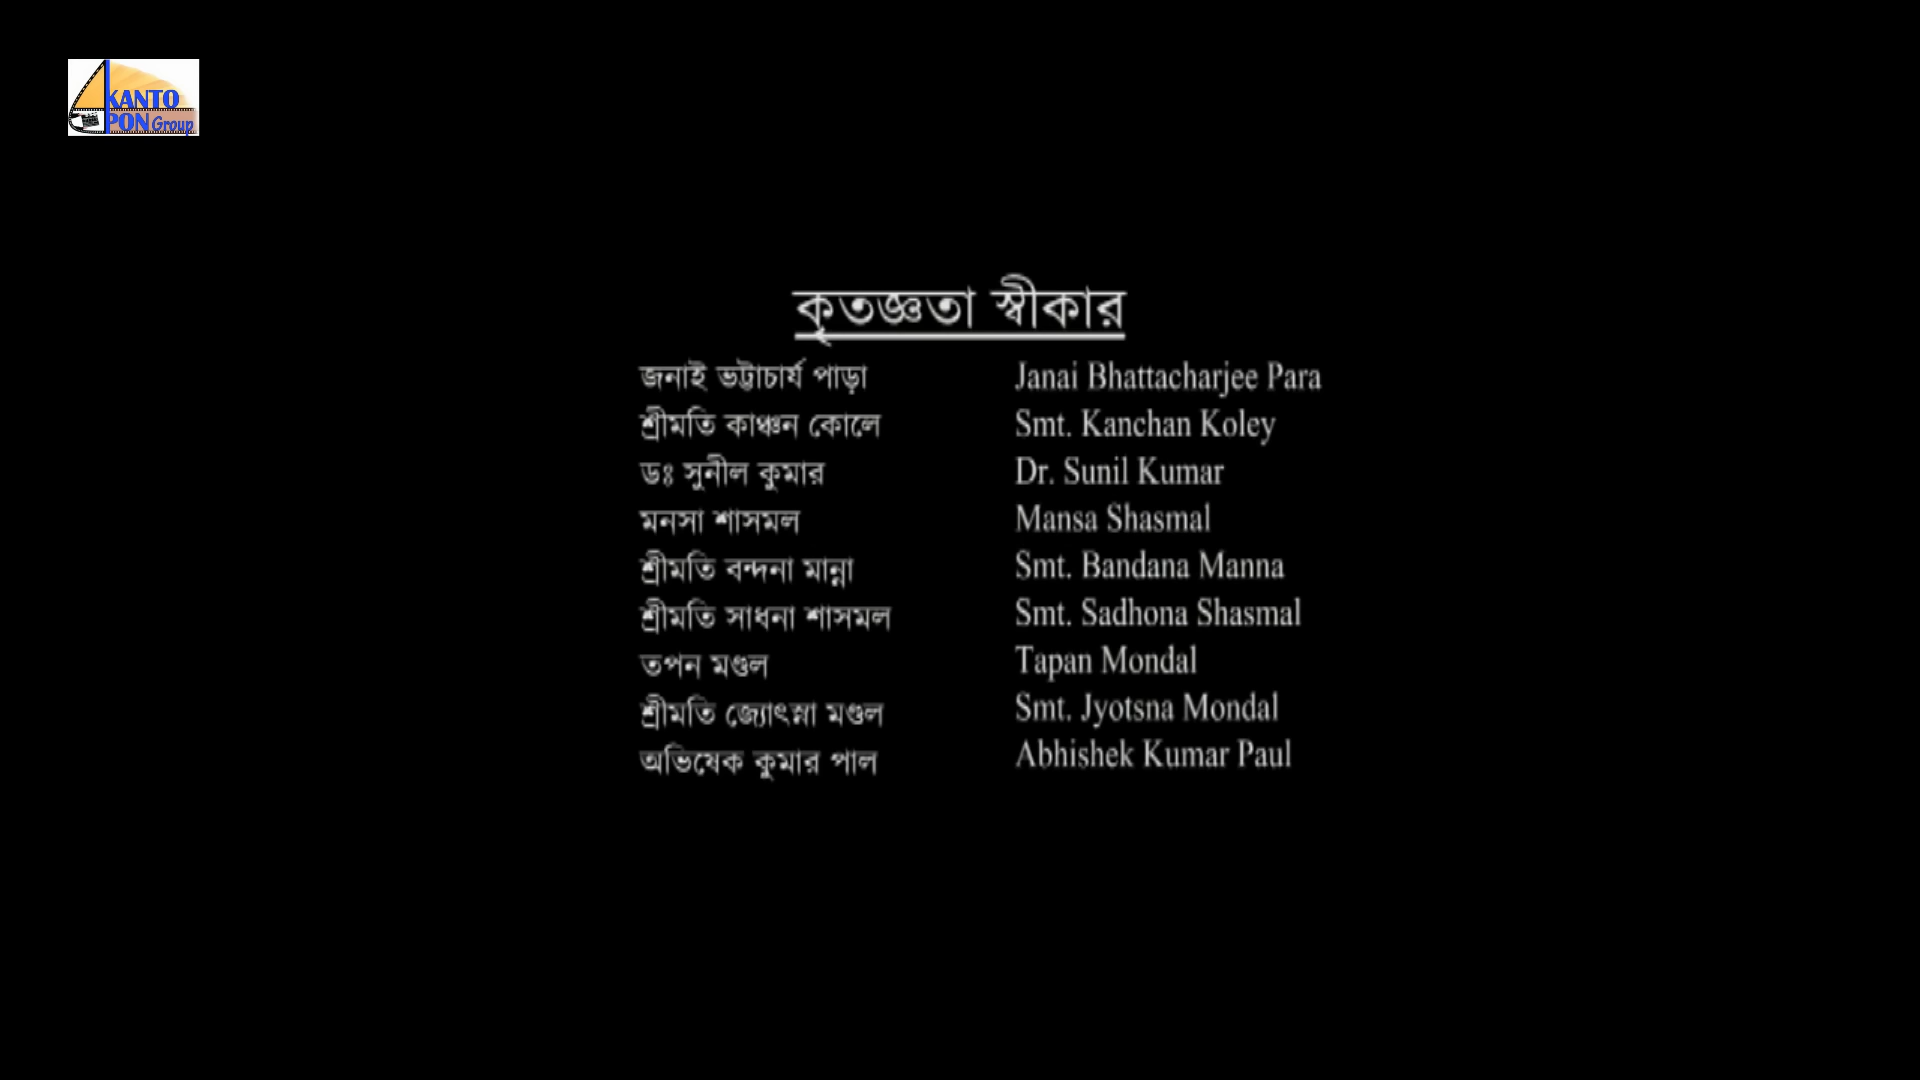 KANTO
PON Group
কৃতজ্ঞতা স্বীকার
জনাই ভট্টাচার্য পাড়া Janai Bhattacharjee Para
শ্রীমতি কাঞ্চন কোলে Smt. Kanchan Koley
ডঃ সুনীল কুমার Dr. Sunil Kumar
মনসা শাসমল Mansa Shasmal
শ্রীমতি বন্দনা মান্না Smt. Bandana Manna
শ্রীমতি সাধনা শাসমল Smt. Sadhona Shasmal
তপন মণ্ডল Tapan Mondal
শ্রীমতি জ্যোৎস্না মণ্ডল Smt. Jyotsna Mondal
অভিষেক কুমার পাল Abhishek Kumar Paul